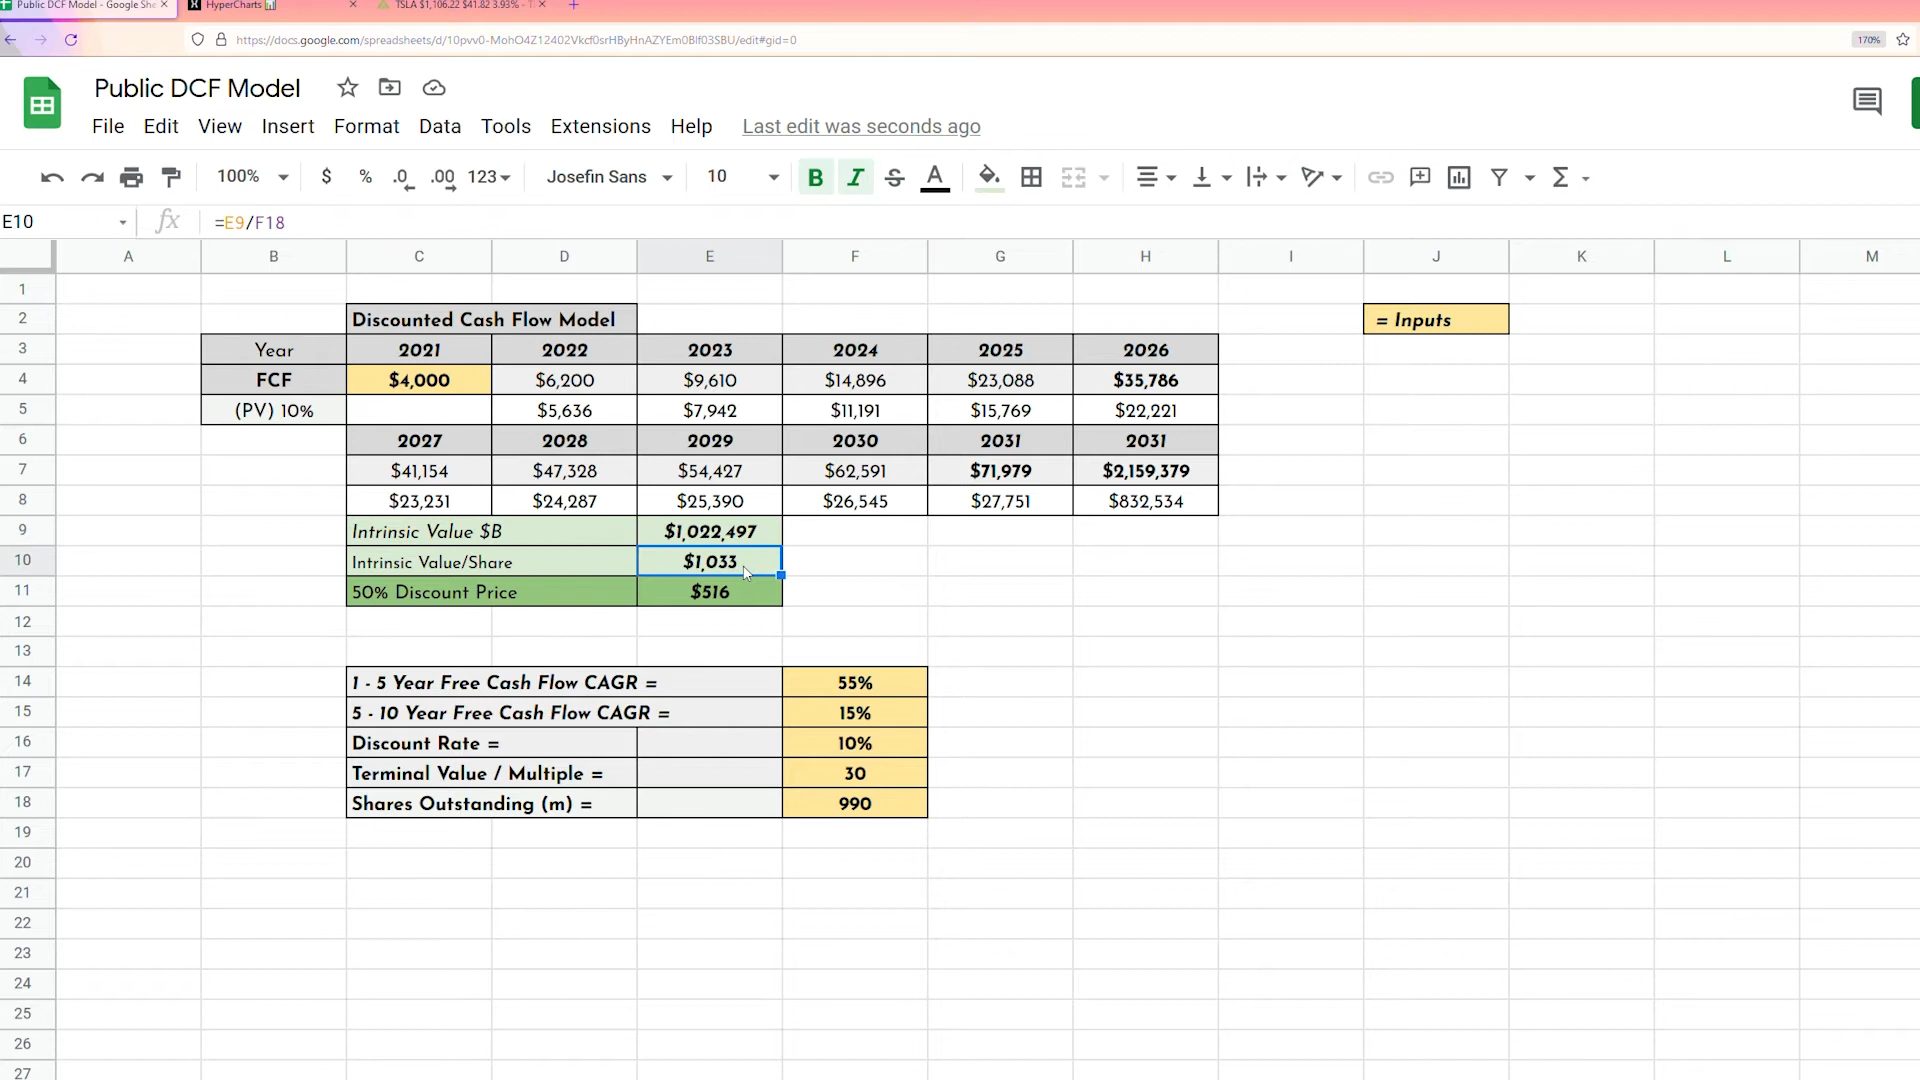 Public DCF Model - Google She
HyperCharts
TSLA $1,106.22 $41.82 3.93% -
https://docs.google.com/spreadsheets/d/10pvv0-MohO4Z12402Vkcf0srHByHnAZYEm0Blf03SBU/edit#gid=0
170%
Public DCF Model
File Edit View Insert Format Data Tools Extensions Help Last edit was seconds ago
100% $ % .0 .00 123 Josefin Sans 10 B I S A
E10 fx =E9/F18
A B C D E F G H I J K L M
1
2 Discounted Cash Flow Model = Inputs
3 Year 2021 2022 2023 2024 2025 2026
4 FCF $4,000 $6,200 $9,610 $14,896 $23,088 $35,786
5 (PV) 10% $5,636 $7,942 $11,191 $15,769 $22,221
6 2027 2028 2029 2030 2031 2031
7 $41,154 $47,328 $54,427 $62,591 $71,979 $2,159,379
8 $23,231 $24,287 $25,390 $26,545 $27,751 $832,534
9 Intrinsic Value $B $1,022,497
10 Intrinsic Value/Share $1,033
11 50% Discount Price $516
12
13
14 1 - 5 Year Free Cash Flow CAGR = 55%
15 5 - 10 Year Free Cash Flow CAGR = 15%
16 Discount Rate = 10%
17 Terminal Value / Multiple = 30
18 Shares Outstanding (m) = 990
19
20
21
22
23
24
25
26
27